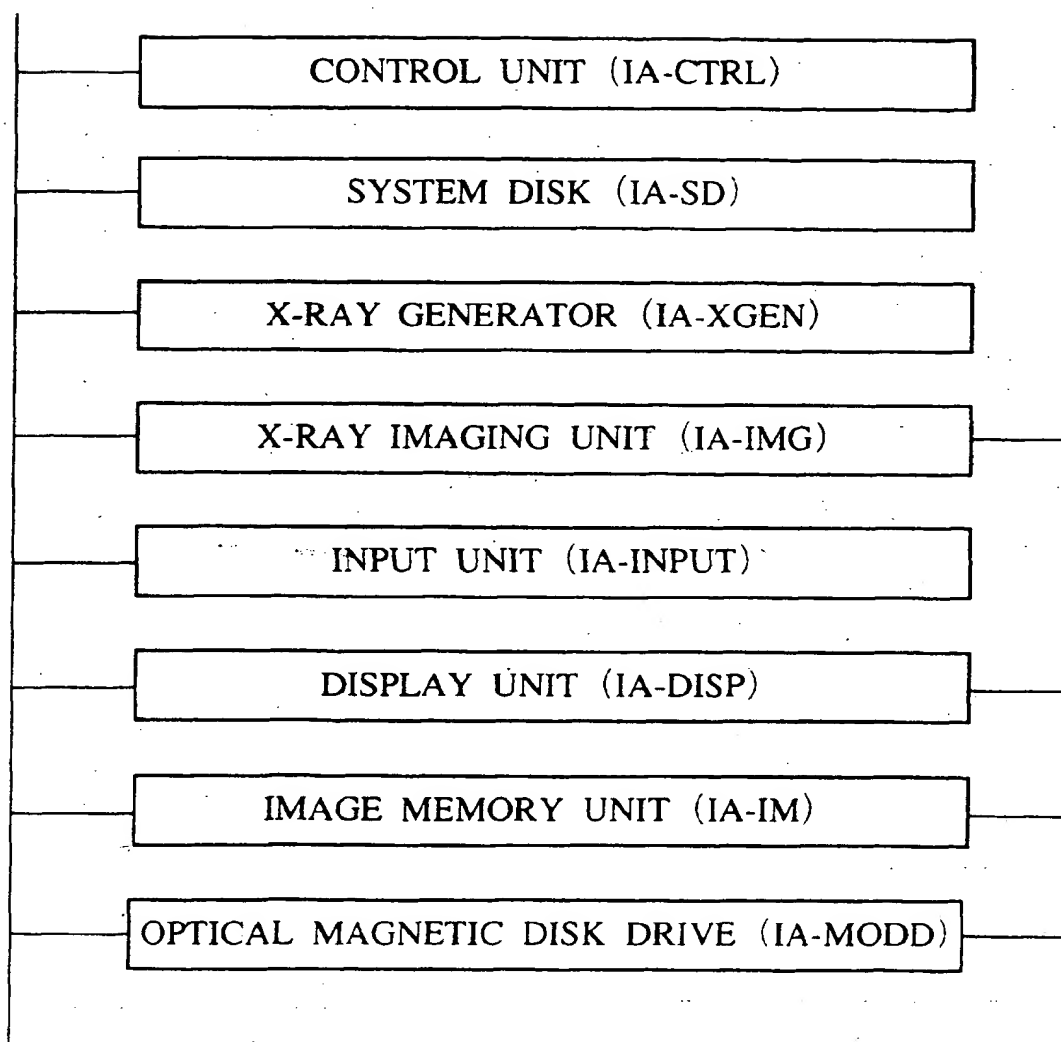 CONTROL UNIT (IA-CTRL)
SYSTEM DISK (IA-SD)
X-RAY GENERATOR (IA-XGEN)
X-RAY IMAGING UNIT (IA-IMG)
INPUT UNIT (IA-INPUT)
DISPLAY UNIT (IA-DISP)
IMAGE MEMORY UNIT (IA-IM)
OPTICAL MAGNETIC DISK DRIVE (IA-MODD)